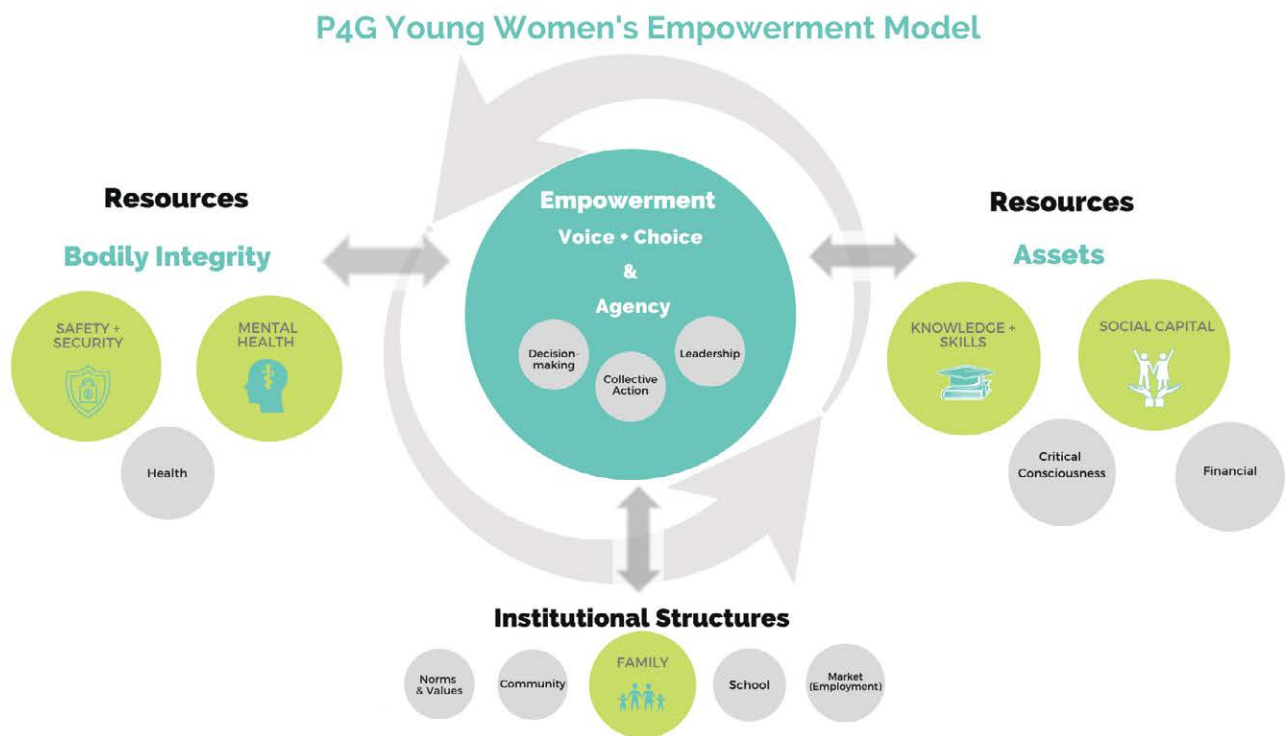 P4G Young Women's Empowerment Model
Resources
Bodily Integrity
SAFETY +
SECURITY
MENTAL
HEALTH
Health
Empowerment
Voice + Choice
&
Agency
Decision-
making
Collective
Action
Leadership
Resources
Assets
KNOWLEDGE +
SKILLS
SOCIAL CAPITAL
Critical
Consciousness
Financial
Institutional Structures
Norms
& Values
Community
FAMILY
School
Market
(Employment)